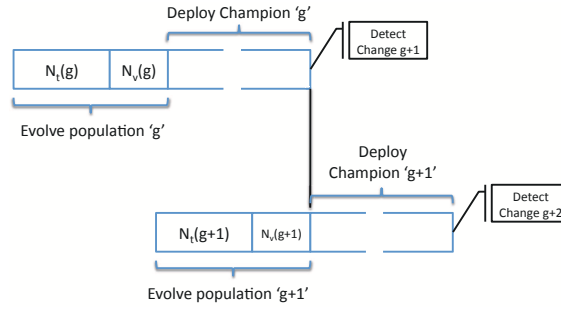 Deploy Champion ‘g’
Detect
Change g+1
Nt(g)
Nv(g)
Evolve population ‘g’
Deploy
Champion ‘g+1’
Detect
Change g+2
Nt(g+1)
Nv(g+1)
Evolve population ‘g+1’